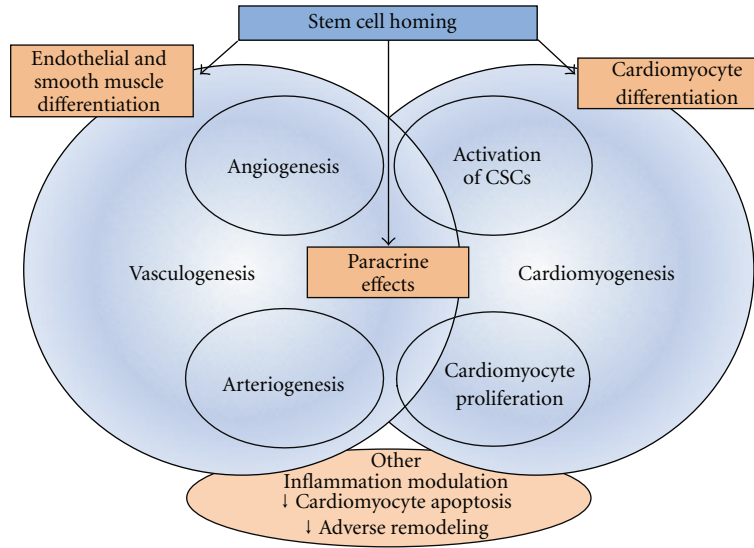 Stem cell homing
Endothelial and
smooth muscle
differentiation
Cardiomyocyte
differentiation
Angiogenesis
Activation
of CSCs
Vasculogenesis
Paracrine
effects
Cardiomyogenesis
Arteriogenesis
Cardiomyocyte
proliferation
Other
Inflammation modulation
↓ Cardiomyocyte apoptosis
↓ Adverse remodeling